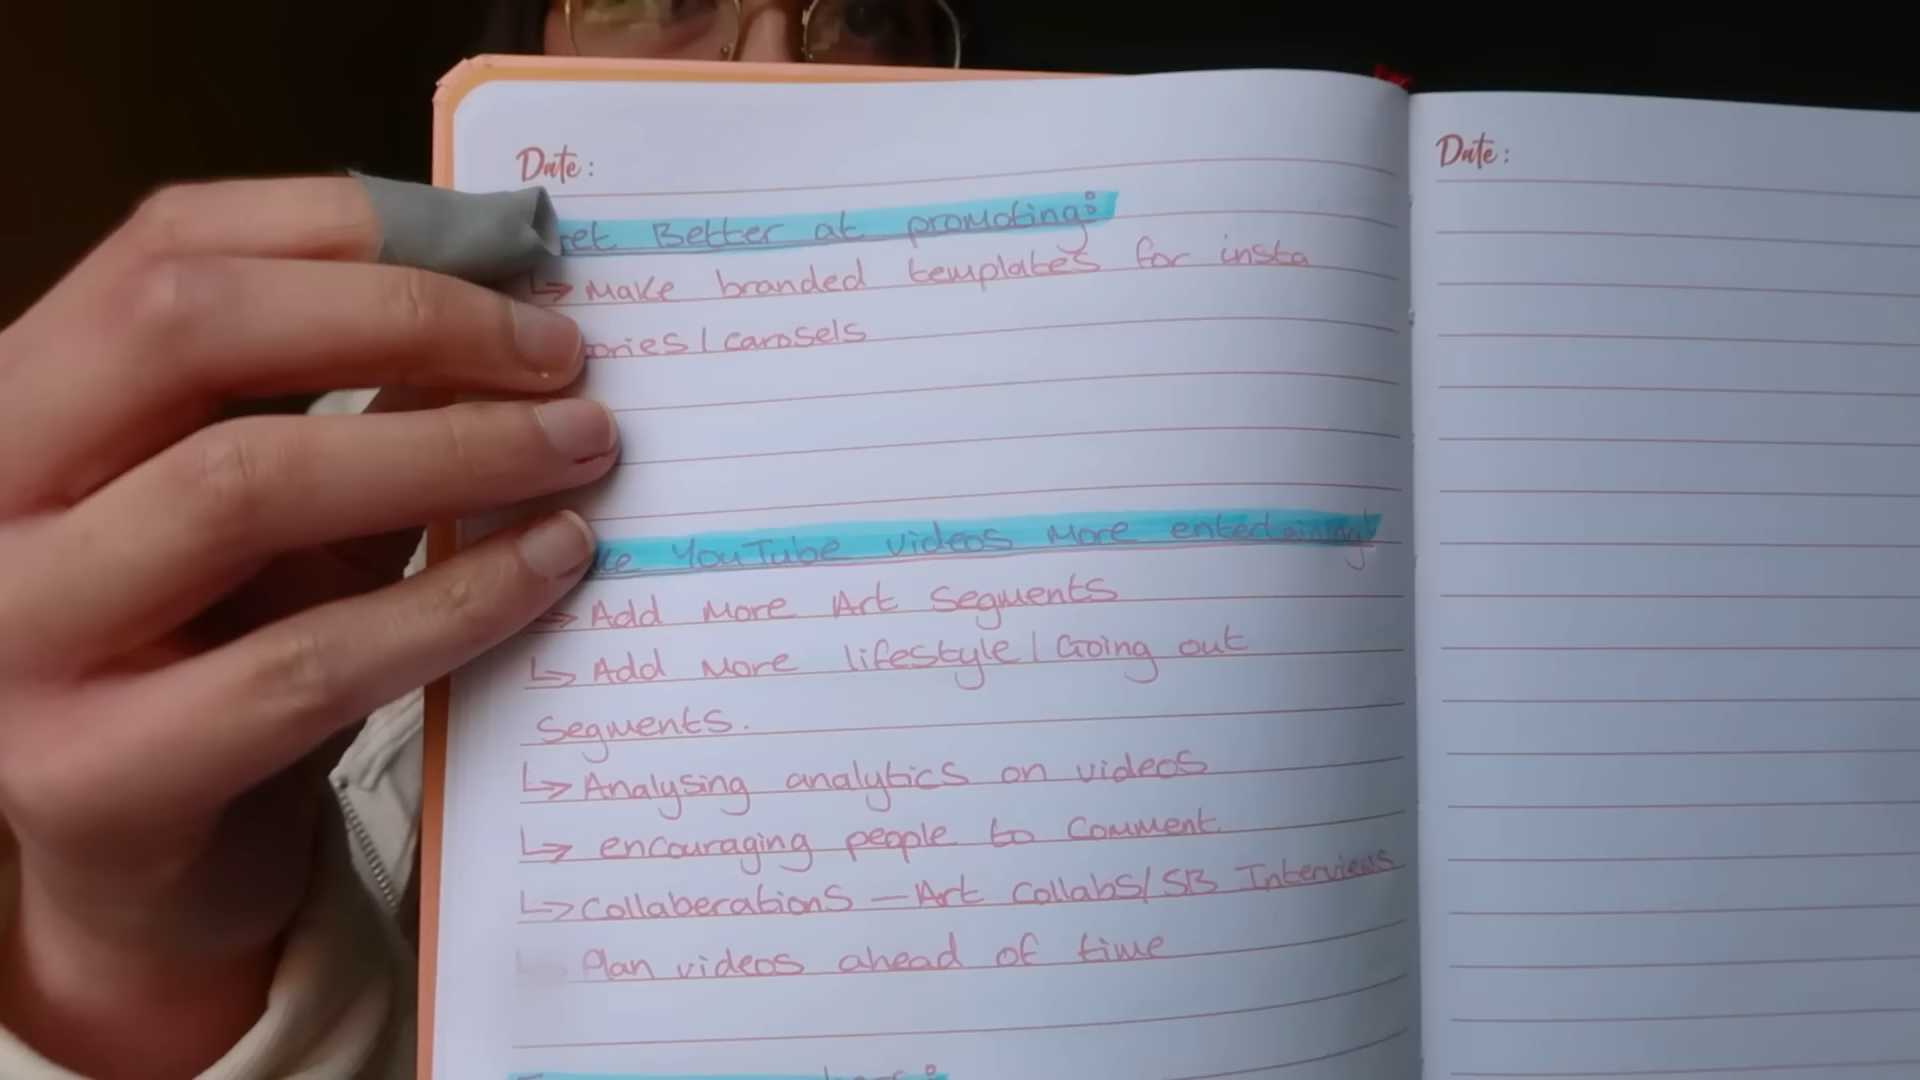 Date:
Date:
Better at promoting:
↳ Make branded templates for insta
/ carosels
YouTube videos more entertaining!
↳ Add more Art segments
↳ Add more lifestyle / Going out
Segments.
↳ Analysing analytics on videos
↳ encouraging people to comment
↳ Collaberations — Art Collabs/SB Interviews
Plan videos ahead of time